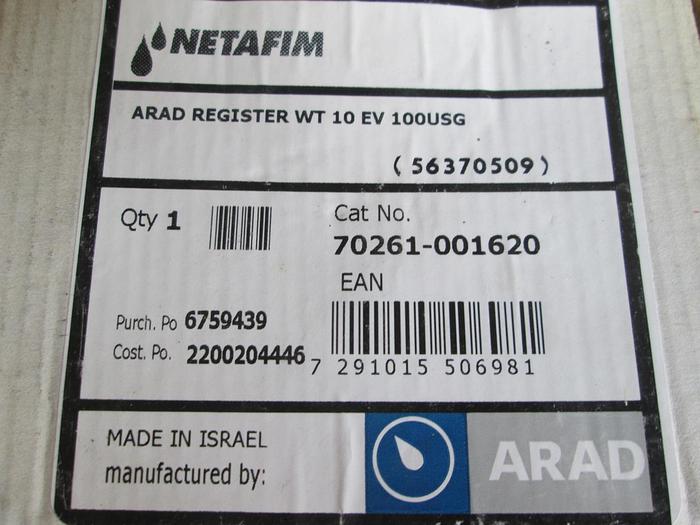 NETAFIM
ARAD REGISTER WT 10 EV 100USG
(56370509)
Qty 1
Cat No.
70261-001620
EAN
Purch. Po 6759439
Cost. Po. 2200204446
7 291015 506981
MADE IN ISRAEL
manufactured by:
ARAD